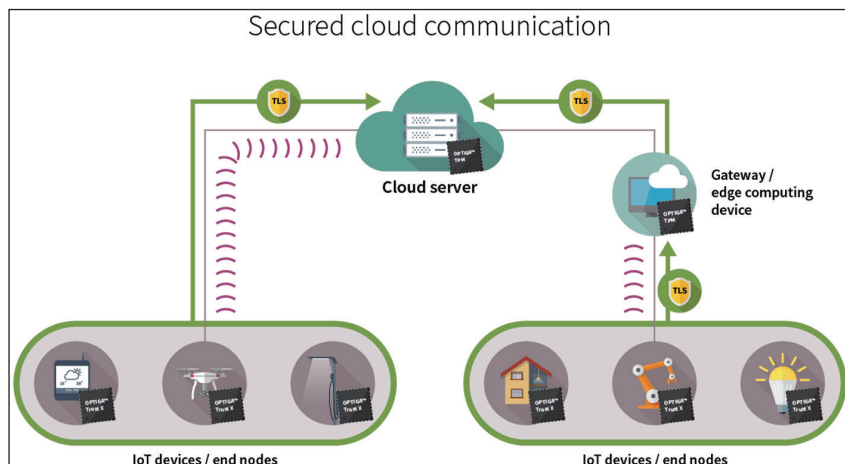 Secured cloud communication
TLS
TLS
OPTIGA™
TPM
Cloud server
Gateway /
edge computing
device
OPTIGA™
TPM
TLS
OPTIGA™
Trust X
OPTIGA™
Trust X
OPTIGA™
Trust X
OPTIGA™
Trust X
OPTIGA™
Trust X
OPTIGA™
Trust X
IoT devices / end nodes
IoT devices / end nodes